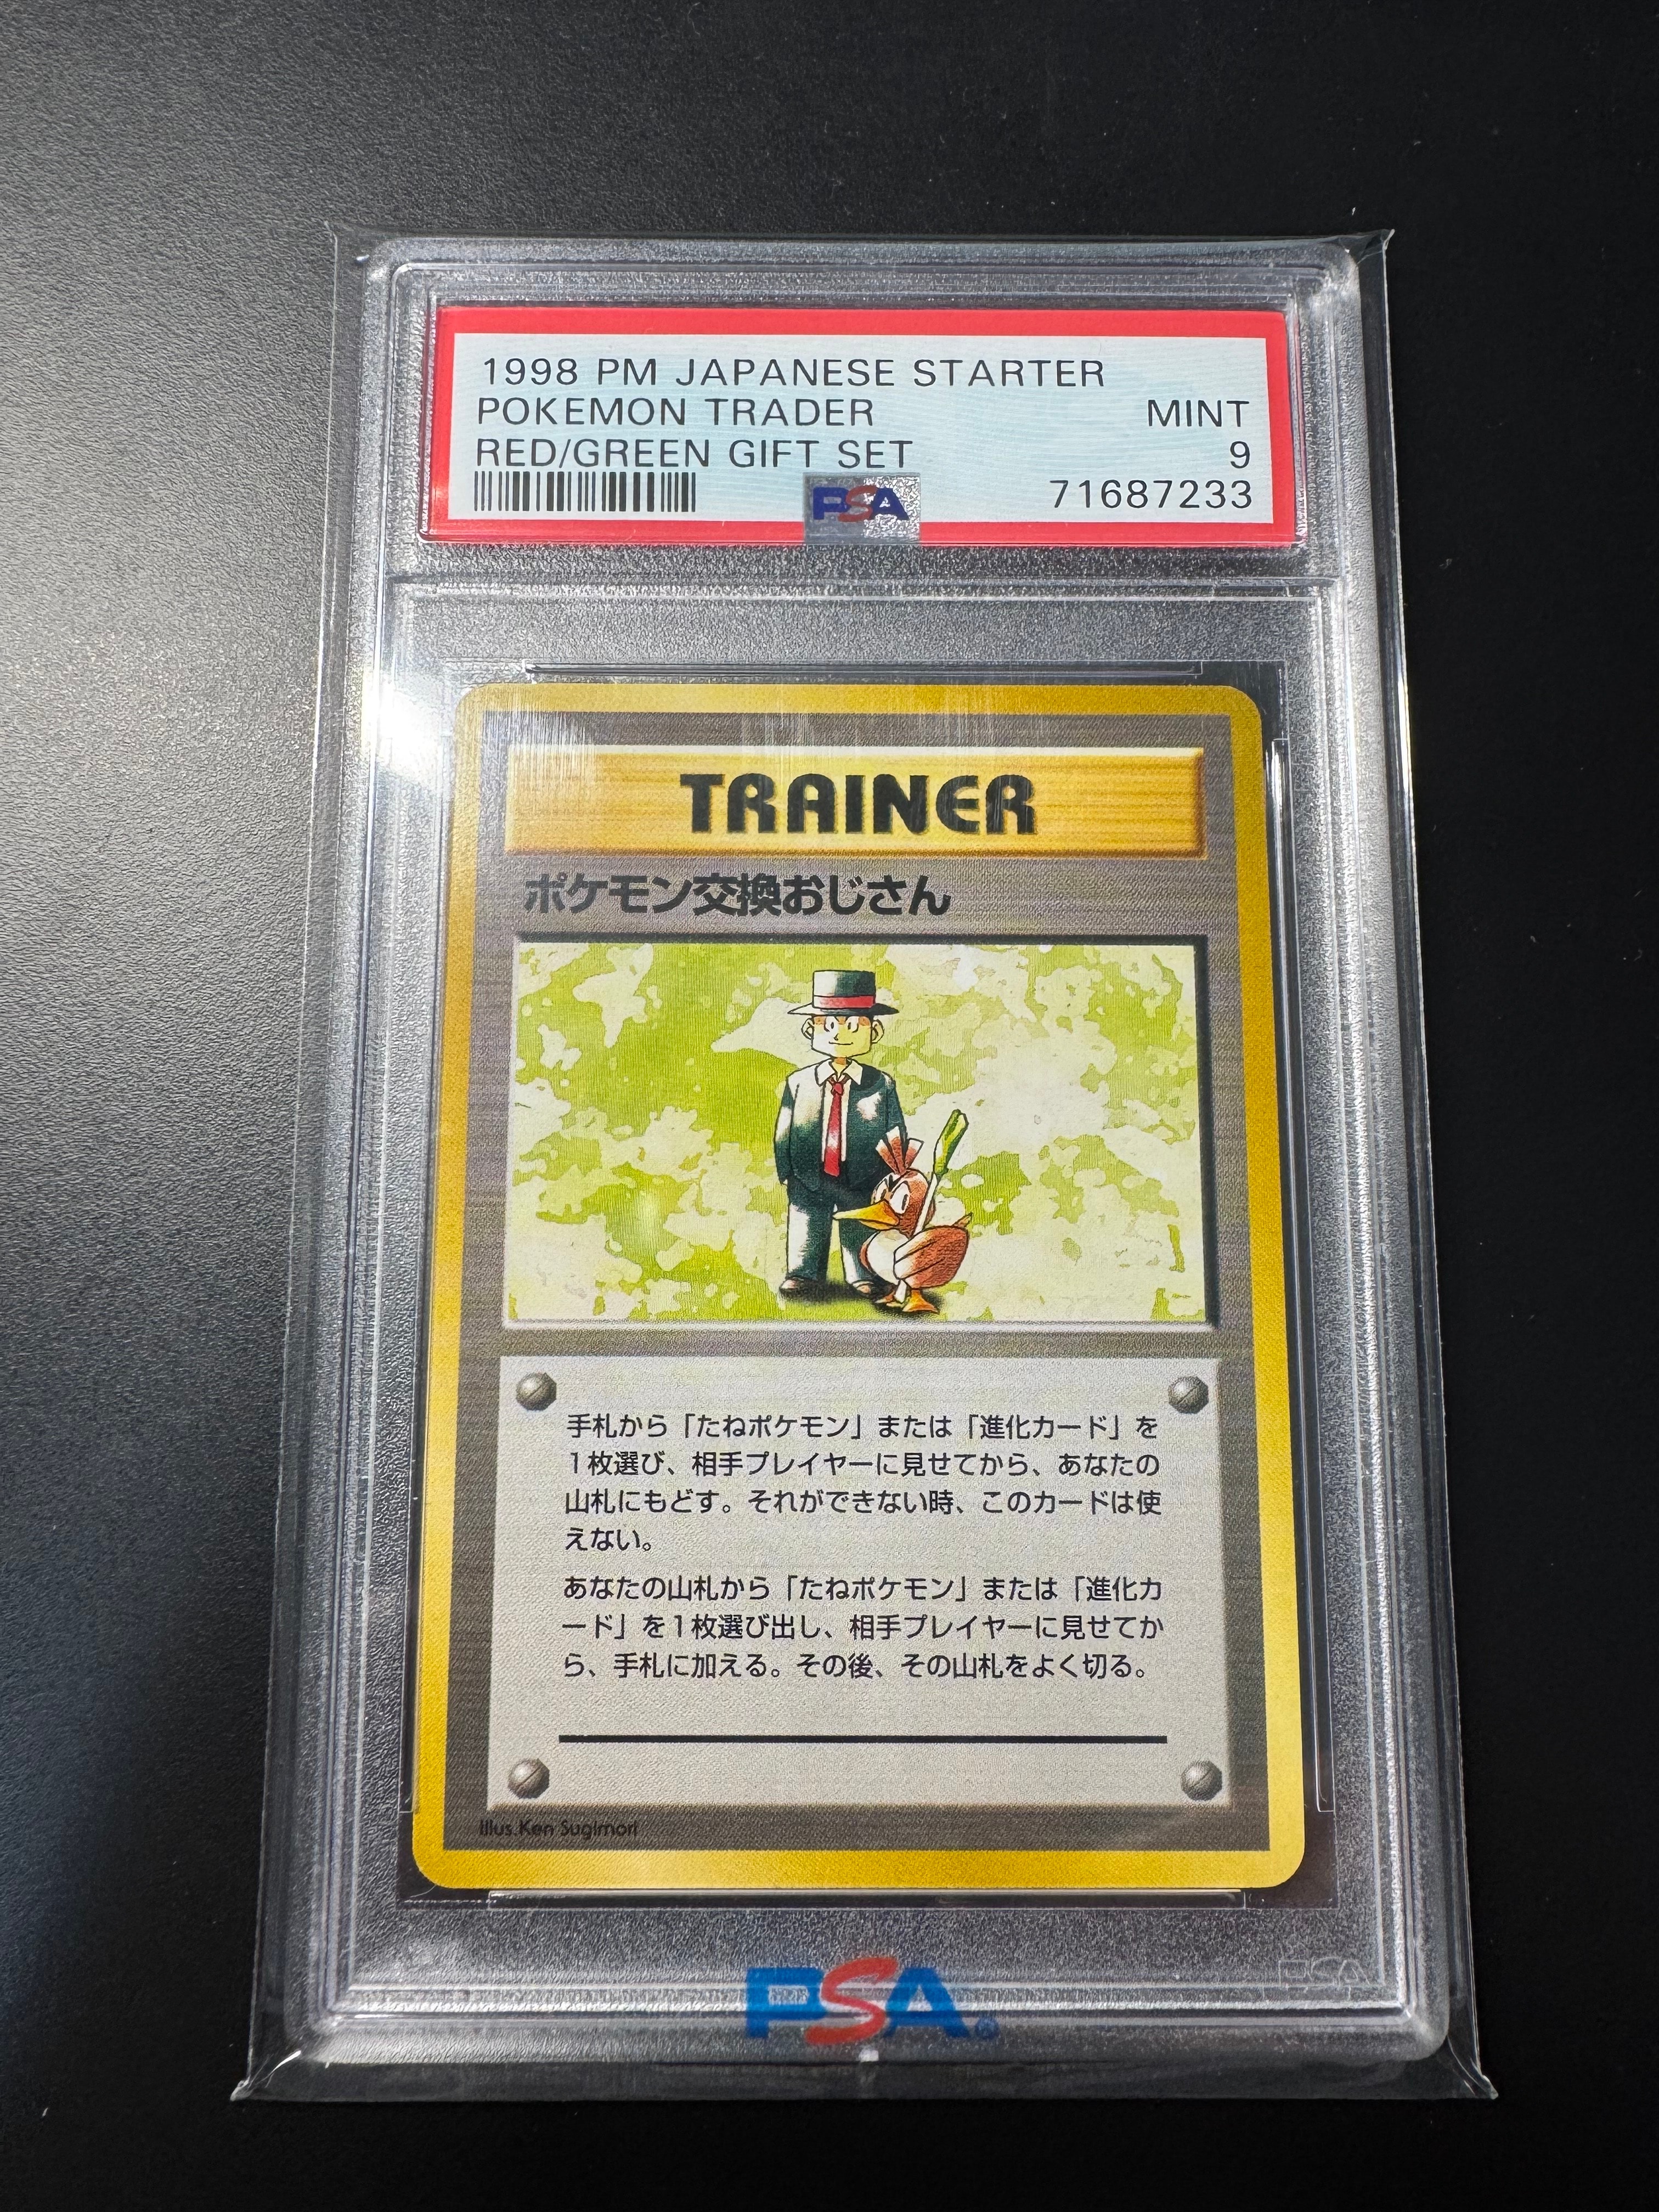 1998 PM JAPANESE STARTER
POKEMON TRADER MINT
RED/GREEN GIFT SET 9
PSA 71687233
TRAINER
ポケモン交換おじさん
手札から「たねポケモン」または「進化カード」を
1枚選び、相手プレイヤーに見せてから、あなたの
山札にもどす。それができない時、このカードは使
えない。
あなたの山札から「たねポケモン」または「進化カ
ード」を1枚選び出し、相手プレイヤーに見せてか
ら、手札に加える。その後、その山札をよく切る。
Illus. Ken Sugimori
PSA
PSA®